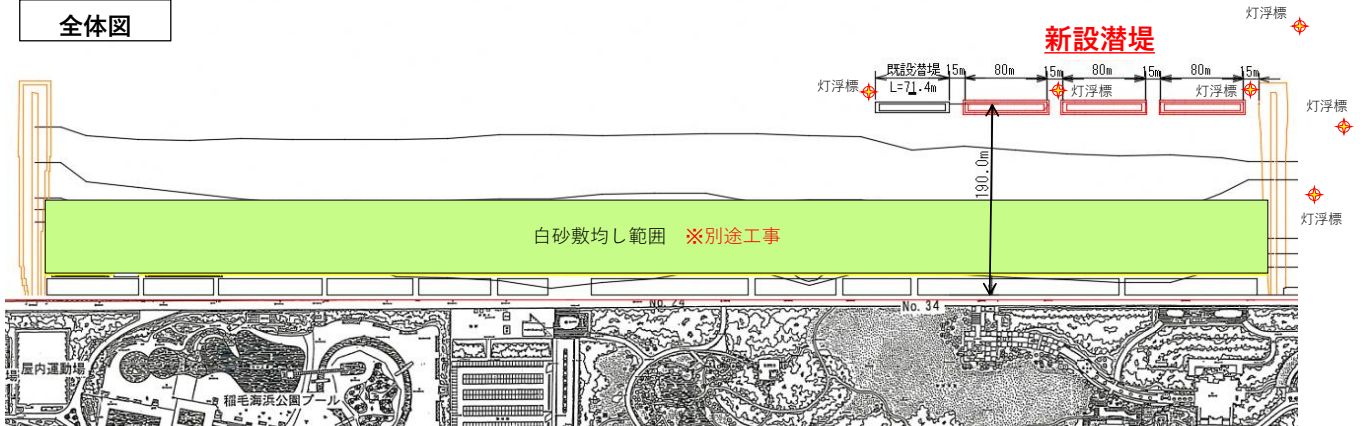 全体図
灯浮標
新設潜堤
既設潜堤 15m 80m 15m 80m 15m 80m 15m
L=71.4m
灯浮標
灯浮標
灯浮標
灯浮標
190.0m
灯浮標
白砂敷均し範囲 ※別途工事
No. 24
No. 34
屋内運動場
場
稲毛海浜公園プール